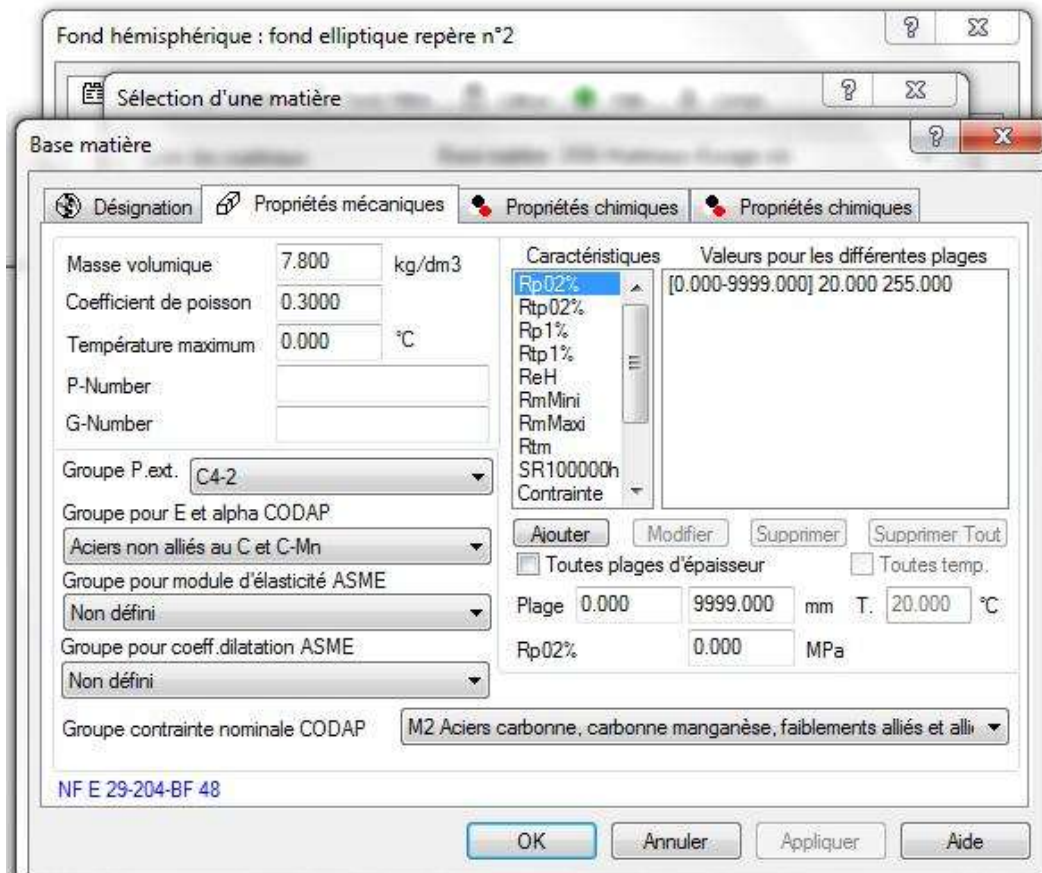 Fond hémisphérique : fond elliptique repère n°2
Sélection d'une matière
Base matière
Désignation Propriétés mécaniques Propriétés chimiques Propriétés chimiques
Masse volumique 7.800 kg/dm3
Coefficient de poisson 0.3000
Température maximum 0.000 °C
P-Number
G-Number
Groupe P.ext. C4-2
Groupe pour E et alpha CODAP
Aciers non alliés au C et C-Mn
Groupe pour module d'élasticité ASME
Non défini
Groupe pour coeff.dilatation ASME
Non défini
Caractéristiques Valeurs pour les différentes plages
Rp02% [0.000-9999.000] 20.000 255.000
Rtp02%
Rp1%
Rtp1%
ReH
RmMini
RmMaxi
Rtm
SR100000h
Contrainte
Ajouter Modifier Supprimer Supprimer Tout
Toutes plages d'épaisseur Toutes temp.
Plage 0.000 9999.000 mm T. 20.000 °C
Rp02% 0.000 MPa
Groupe contrainte nominale CODAP M2 Aciers carbonne, carbonne manganèse, faiblements alliés et alli
NF E 29-204-BF 48
OK Annuler Appliquer Aide